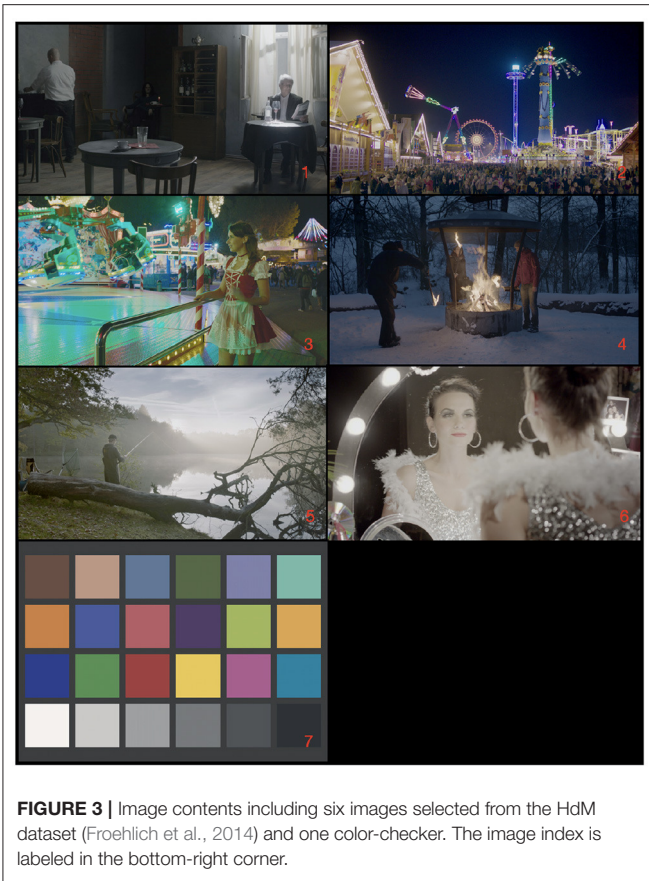 1
2
3
4
5
6
7
FIGURE 3 | Image contents including six images selected from the HdM
dataset (Froehlich et al., 2014) and one color-checker. The image index is
labeled in the bottom-right corner.